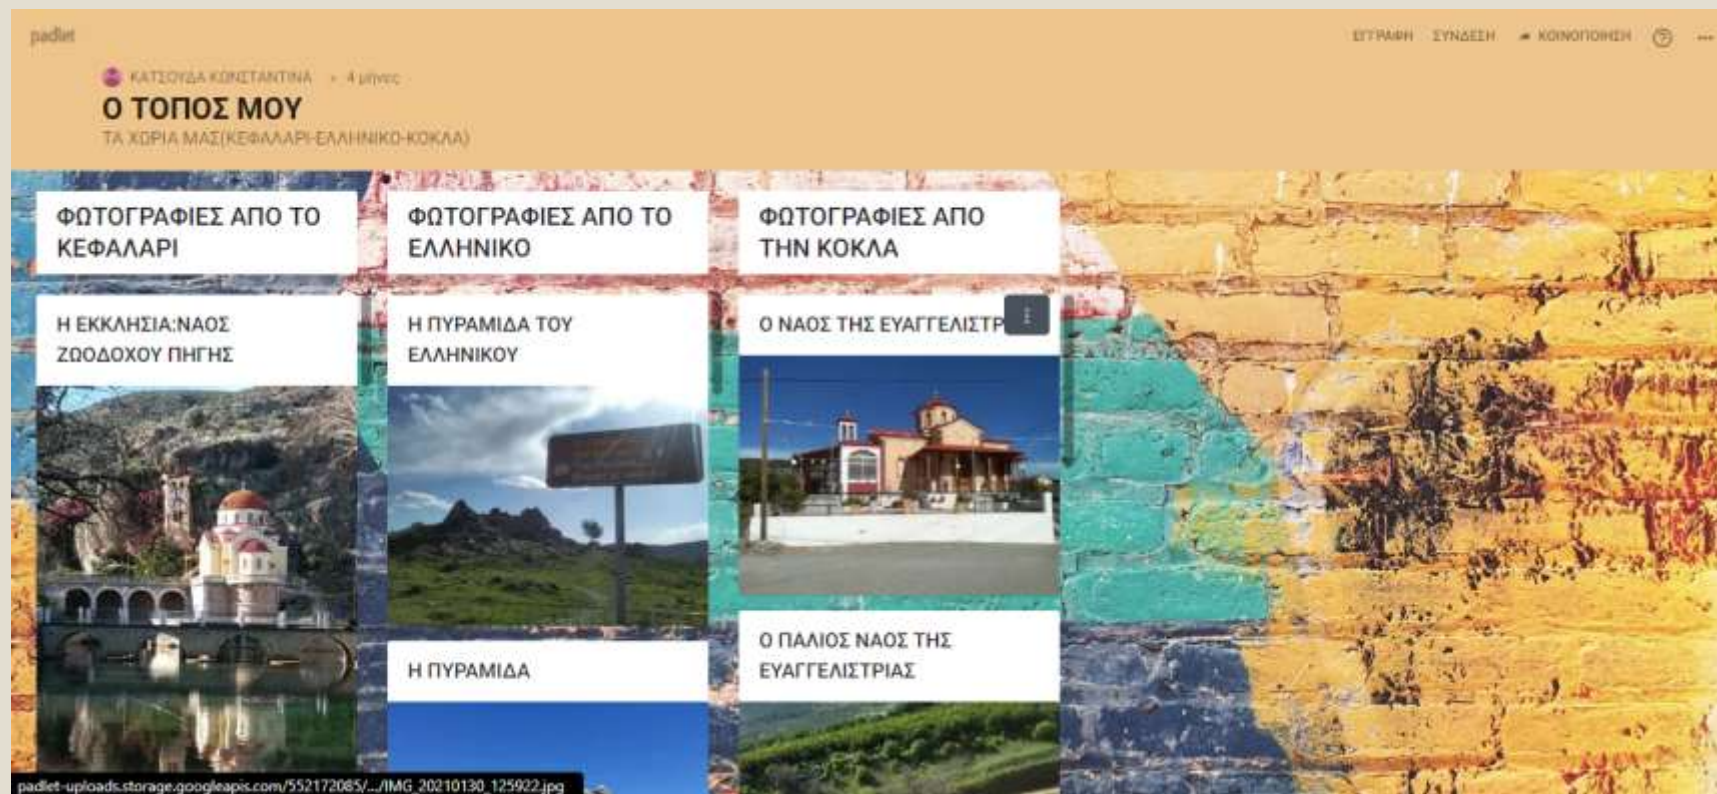 padlet
ΕΓΓΡΑΦΗ ΣΥΝΔΕΣΗ ΚΟΙΝΟΠΟΙΗΣΗ
ΚΑΤΣΟΥΔΑ ΚΩΝΣΤΑΝΤΙΝΑ • 4 μήνες
Ο ΤΟΠΟΣ ΜΟΥ
ΤΑ ΧΩΡΙΑ ΜΑΣ(ΚΕΦΑΛΑΡΙ-ΕΛΛΗΝΙΚΟ-ΚΟΚΛΑ)
ΦΩΤΟΓΡΑΦΙΕΣ ΑΠΟ ΤΟ
ΚΕΦΑΛΑΡΙ
Η ΕΚΚΛΗΣΙΑ:ΝΑΟΣ
ΖΩΟΔΟΧΟΥ ΠΗΓΗΣ
ΦΩΤΟΓΡΑΦΙΕΣ ΑΠΟ ΤΟ
ΕΛΛΗΝΙΚΟ
Η ΠΥΡΑΜΙΔΑ ΤΟΥ
ΕΛΛΗΝΙΚΟΥ
Η ΠΥΡΑΜΙΔΑ
ΦΩΤΟΓΡΑΦΙΕΣ ΑΠΟ
ΤΗΝ ΚΟΚΛΑ
Ο ΝΑΟΣ ΤΗΣ ΕΥΑΓΓΕΛΙΣΤΡ
Ο ΠΑΛΙΟΣ ΝΑΟΣ ΤΗΣ
ΕΥΑΓΓΕΛΙΣΤΡΙΑΣ
padlet-uploads.storage.googleapis.com/552172085/.../IMG_20210130_125922.jpg